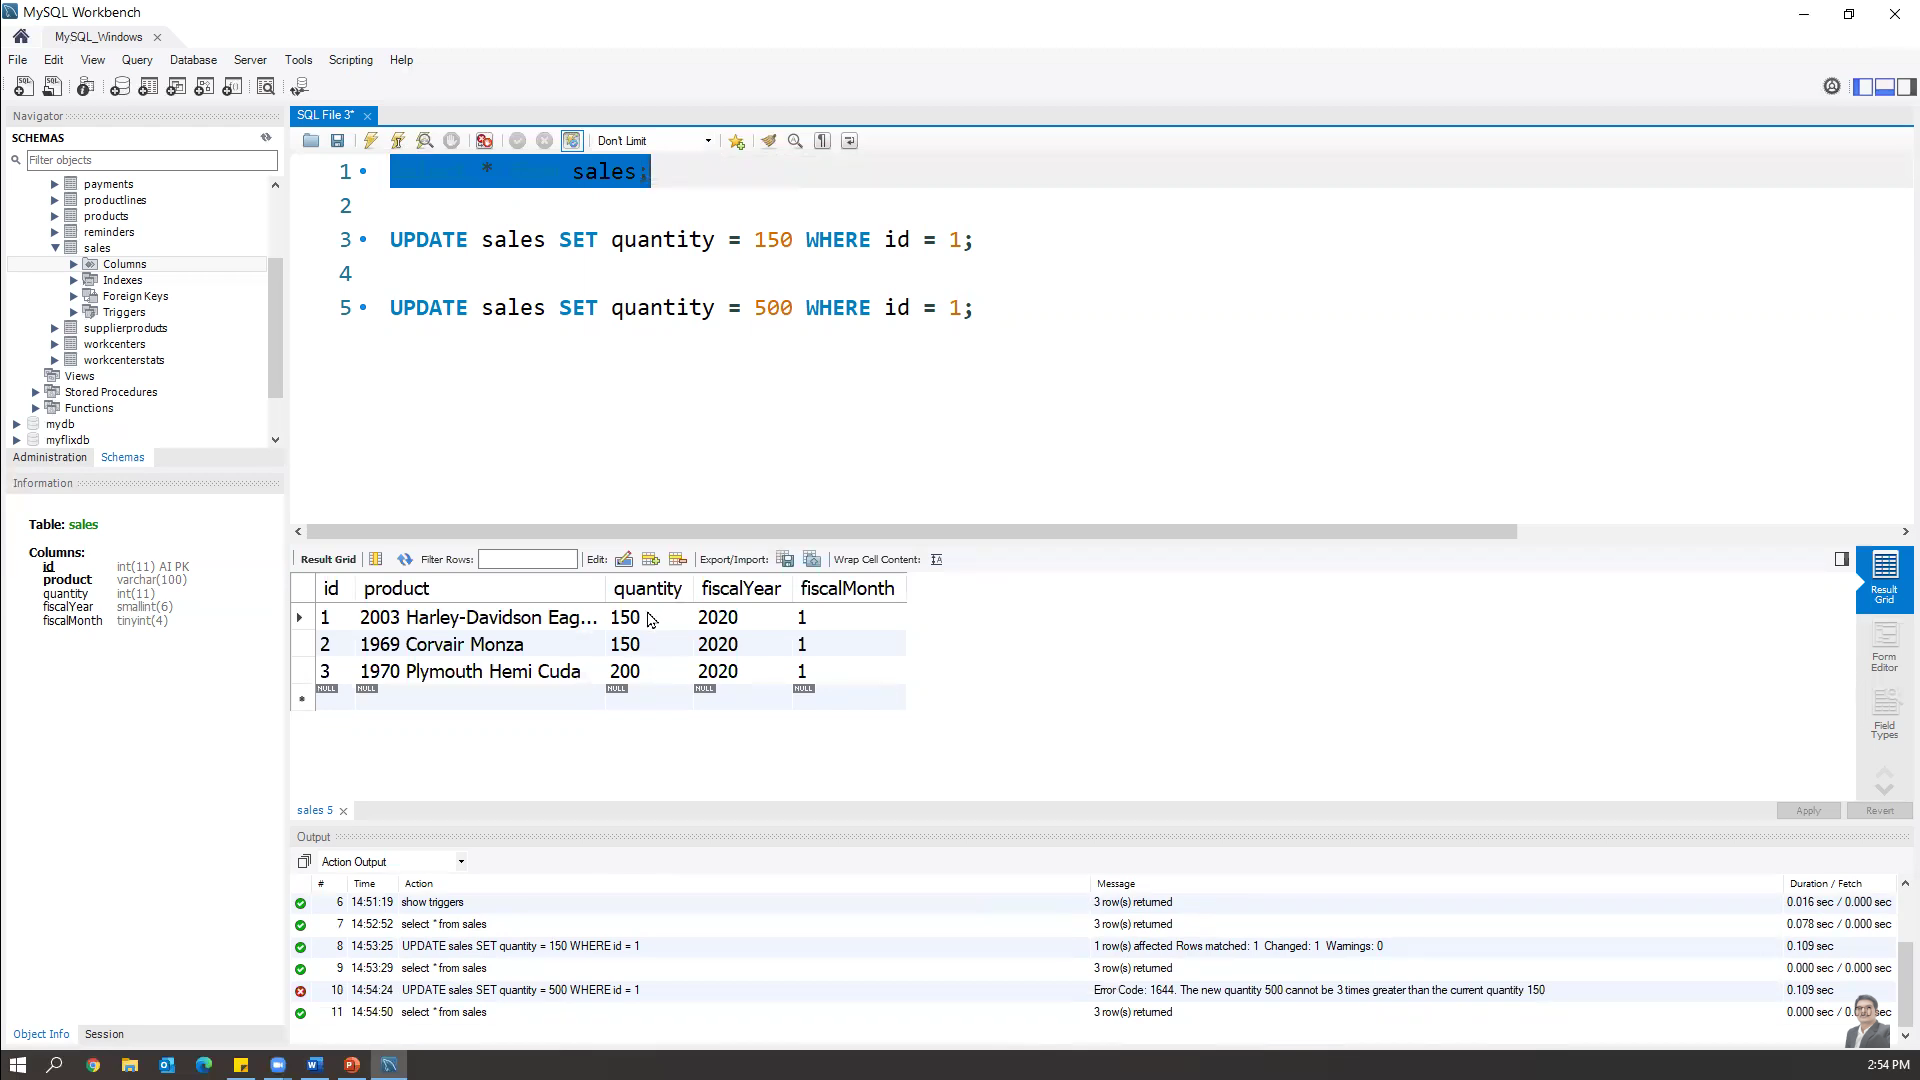 MySQL Workbench
MySQL_Windows
File Edit View Query Database Server Tools Scripting Help
Navigator
SCHEMAS
Filter objects
payments
productlines
products
reminders
sales
Columns
Indexes
Foreign Keys
Triggers
supplierproducts
workcenters
workcenterstats
Views
Stored Procedures
Functions
mydb
myflixdb
Administration Schemas
Information
Table: sales
Columns:
id int(11) AI PK
product varchar(100)
quantity int(11)
fiscalYear smallint(6)
fiscalMonth tinyint(4)
Object Info Session
SQL File 3*
Don't Limit
1 * sales;
2
3 UPDATE sales SET quantity = 150 WHERE id = 1;
4
5 UPDATE sales SET quantity = 500 WHERE id = 1;
Result Grid Filter Rows: Edit: Export/Import: Wrap Cell Content:
id product quantity fiscalYear fiscalMonth
1 2003 Harley-Davidson Eag... 150 2020 1
2 1969 Corvair Monza 150 2020 1
3 1970 Plymouth Hemi Cuda 200 2020 1
NULL NULL NULL NULL NULL
Result
Grid
Form
Editor
Field
Types
sales 5 Apply Revert
Output
Action Output
# Time Action Message Duration / Fetch
6 14:51:19 show triggers 3 row(s) returned 0.016 sec / 0.000 sec
7 14:52:52 select * from sales 3 row(s) returned 0.078 sec / 0.000 sec
8 14:53:25 UPDATE sales SET quantity = 150 WHERE id = 1 1 row(s) affected Rows matched: 1 Changed: 1 Warnings: 0 0.109 sec
9 14:53:29 select * from sales 3 row(s) returned 0.000 sec / 0.000 sec
10 14:54:24 UPDATE sales SET quantity = 500 WHERE id = 1 Error Code: 1644. The new quantity 500 cannot be 3 times greater than the current quantity 150 0.109 sec
11 14:54:50 select * from sales 3 row(s) returned 0.000 sec / sec
2:54 PM